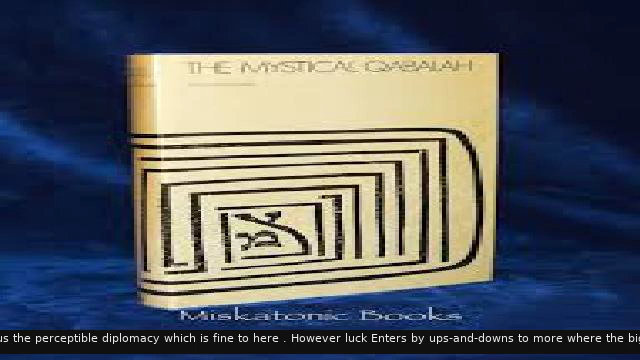 THE MYSTICAL QABALAH
Miskatonic Books
us the perceptible diplomacy which is fine to here . However luck Enters by ups-and-downs to more where the